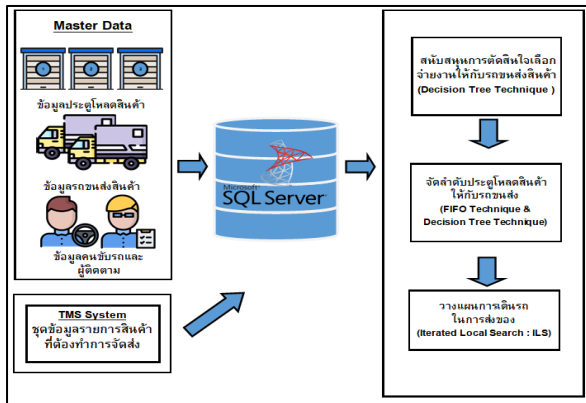 Master Data
1
2
3
ข้อมูลประตูโหลดสินค้า
ข้อมูลรถขนส่งสินค้า
ข้อมูลคนขับรถและ
ผู้ติดตาม
TMS System
ชุดข้อมูลรายการสินค้า
ที่ต้องทำการจัดส่ง
Microsoft
SQL Server
สนับสนุนการตัดสินใจเลือก
จ่ายงานให้กับรถขนส่งสินค้า
(Decision Tree Technique )
จัดลำดับประตูโหลดสินค้า
ให้กับรถขนส่ง
(FIFO Technique &
Decision Tree Technique)
วางแผนการเดินรถ
ในการส่งของ
(Iterated Local Search : ILS)